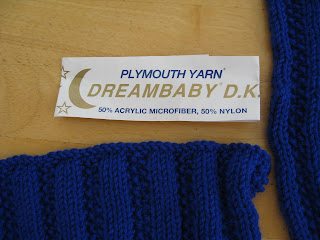 PLYMOUTH YARN®
DREAMBABY D.K.
50% ACRYLIC MICROFIBER, 50% NYLON